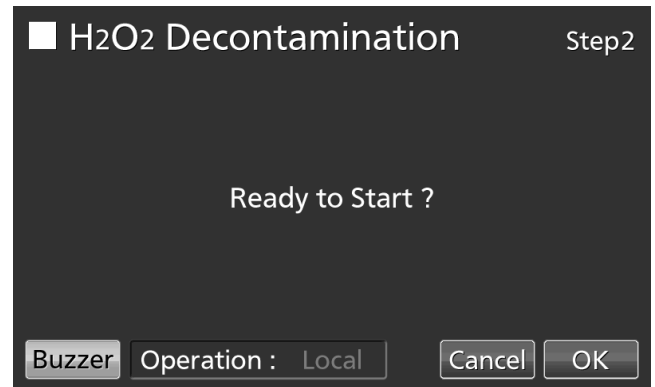 H2O2 Decontamination Step2
Ready to Start ?
Buzzer Operation : Local Cancel OK